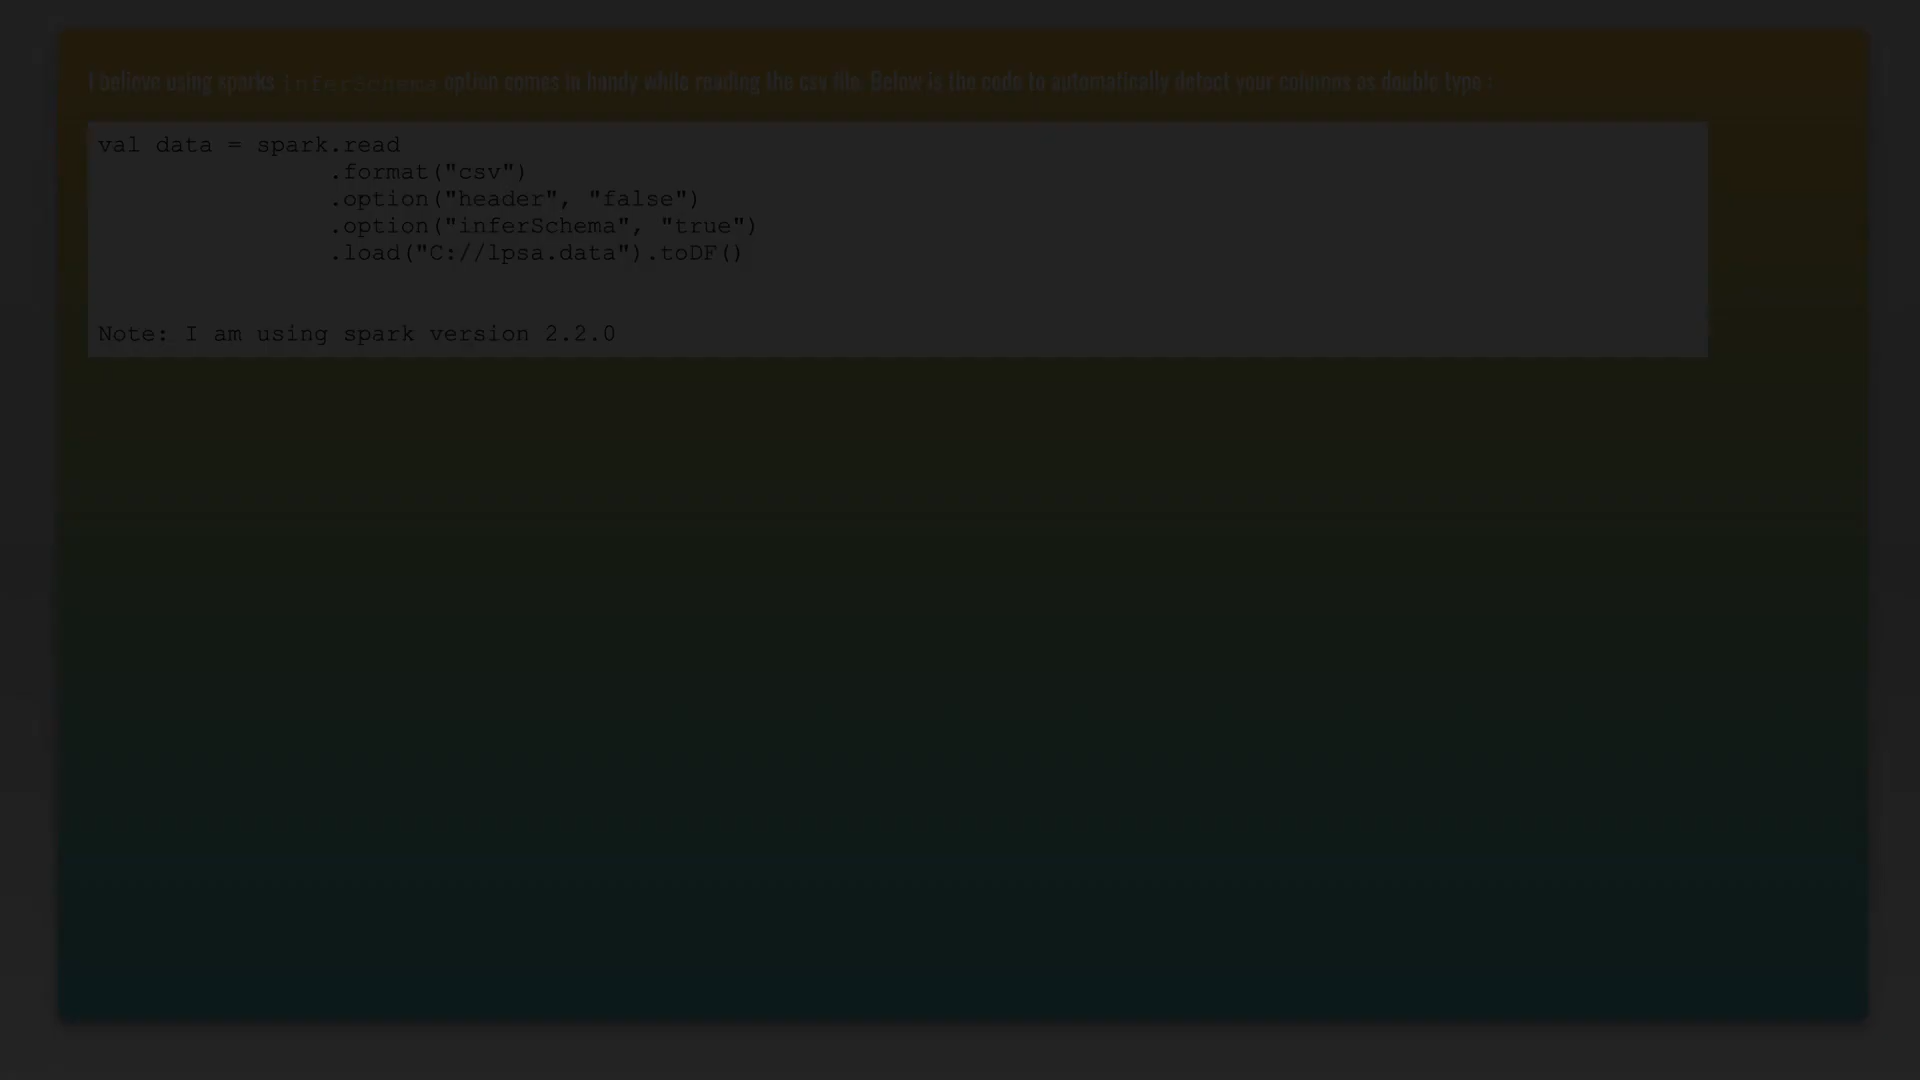 I believe using sparks inferSchema option comes in handy while reading the csv file. Below is the code to automatically detect your columns as double type :
val data = spark.read
.format("csv")
.option("header", "false")
.option("inferSchema", "true")
.load("C://lpsa.data").toDF()
Note: I am using spark version 2.2.0